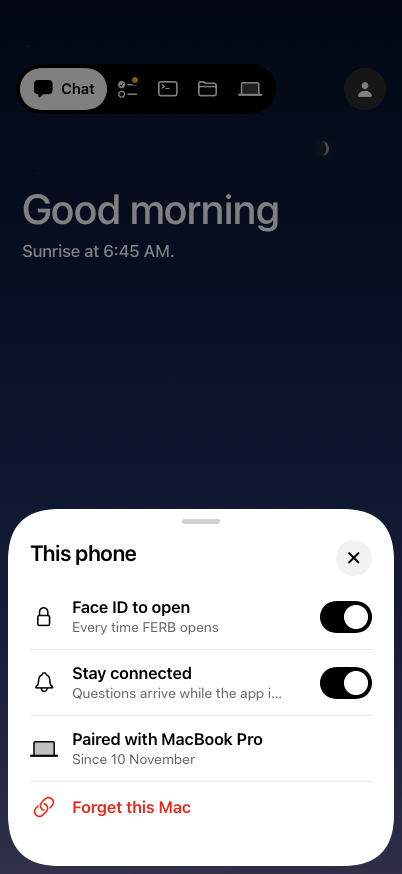 Chat
Good morning
Sunrise at 6:45 AM.
This phone
Face ID to open
Every time FERB opens
Stay connected
Questions arrive while the app i...
Paired with MacBook Pro
Since 10 November
Forget this Mac